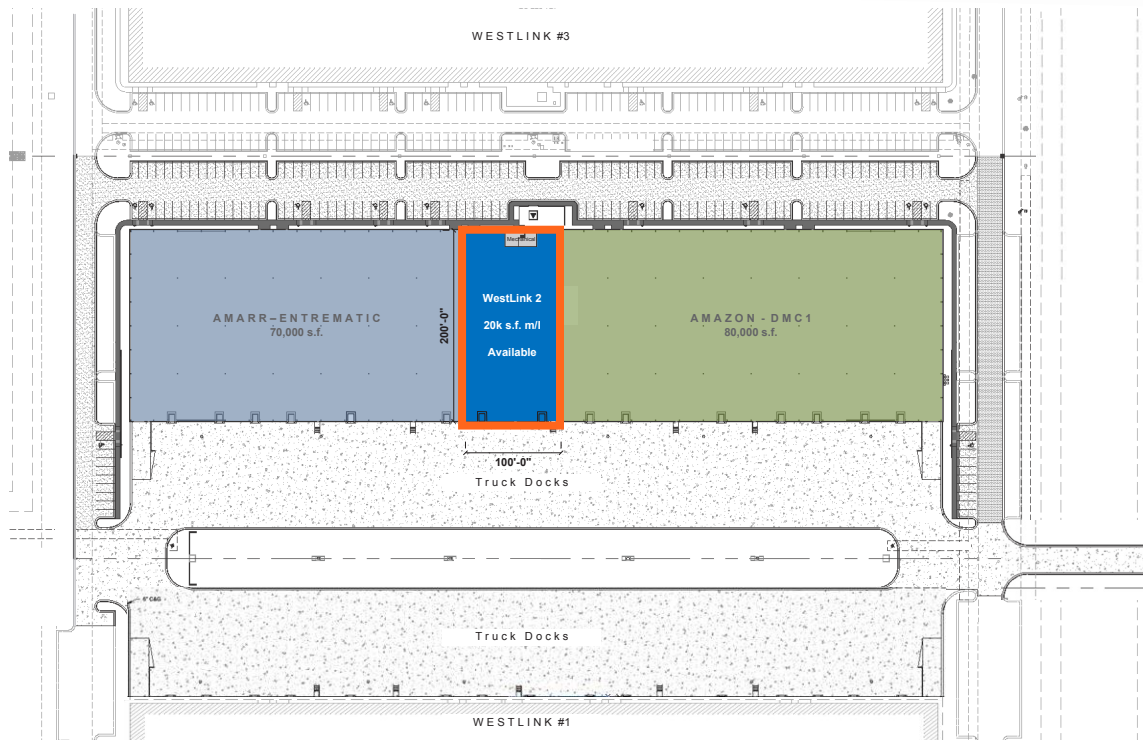 WESTLINK #3
Mechanical
WestLink 2
20k s.f. m/l
Available
AMARR–ENTREMATIC
70,000 s.f.
200'-0"
AMAZON - DMC1
80,000 s.f.
100'-0"
Truck Docks
6" C&G
Truck Docks
WESTLINK #1